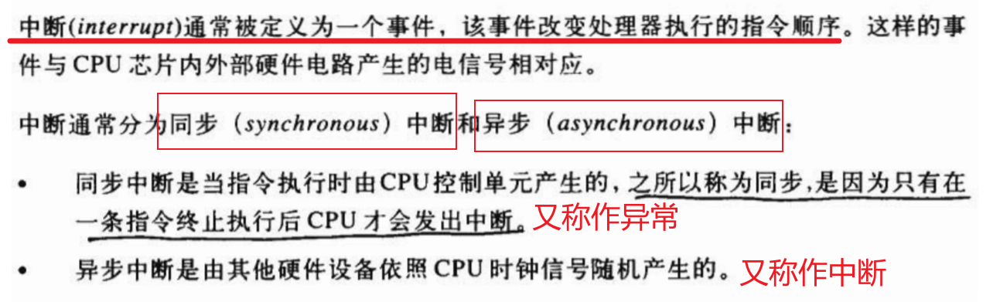 中断(interrupt)通常被定义为一个事件，该事件改变处理器执行的指令顺序。这样的事
件与CPU 芯片内外部硬件电路产生的电信号相对应。
中断通常分为同步（synchronous）中断和异步（asynchronous）中断：
• 同步中断是当指令执行时由CPU控制单元产生的，之所以称为同步,是因为只有在
一条指令终止执行后 CPU 才会发出中断。又称作异常
• 异步中断是由其他硬件设备依照 CPU 时钟信号随机产生的。又称作中断